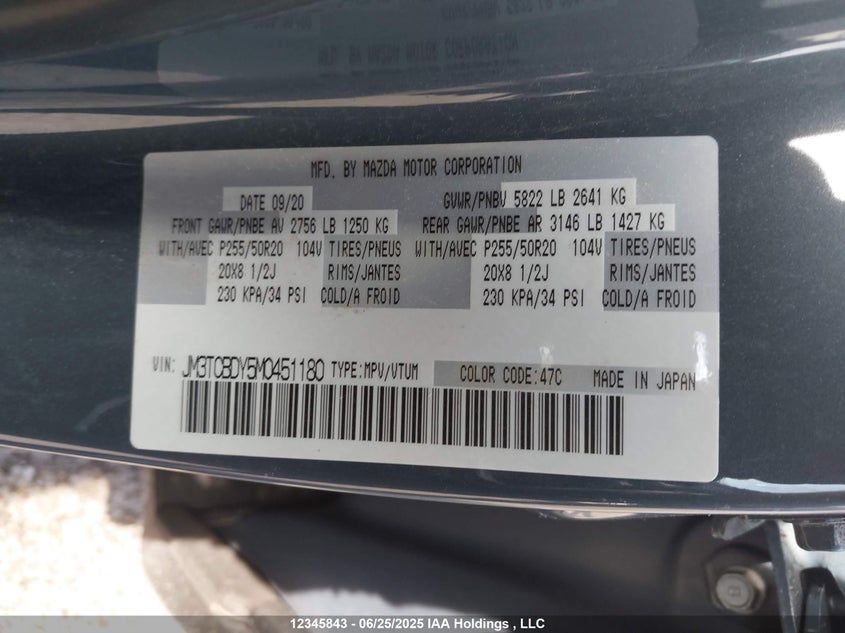 MFD. BY MAZDA MOTOR CORPORATION
DATE 09/20 GVWR/PNBV 5822 LB 2641 KG
FRONT GAWR/PNBE AV 2756 LB 1250 KG REAR GAWR/PNBE AR 3146 LB 1427 KG
WITH/AVEC P255/50R20 104V TIRES/PNEUS WITH/AVEC P255/50R20 104V TIRES/PNEUS
20X8 1/2J RIMS/JANTES 20X8 1/2J RIMS/JANTES
230 KPA/34 PSI COLD/A FROID 230 KPA/34 PSI COLD/A FROID
VIN: JM3TCBDY5M0451180 TYPE:MPV/VTUM COLOR CODE:47C MADE IN JAPAN
12345843 - 06/25/2025 IAA Holdings , LLC